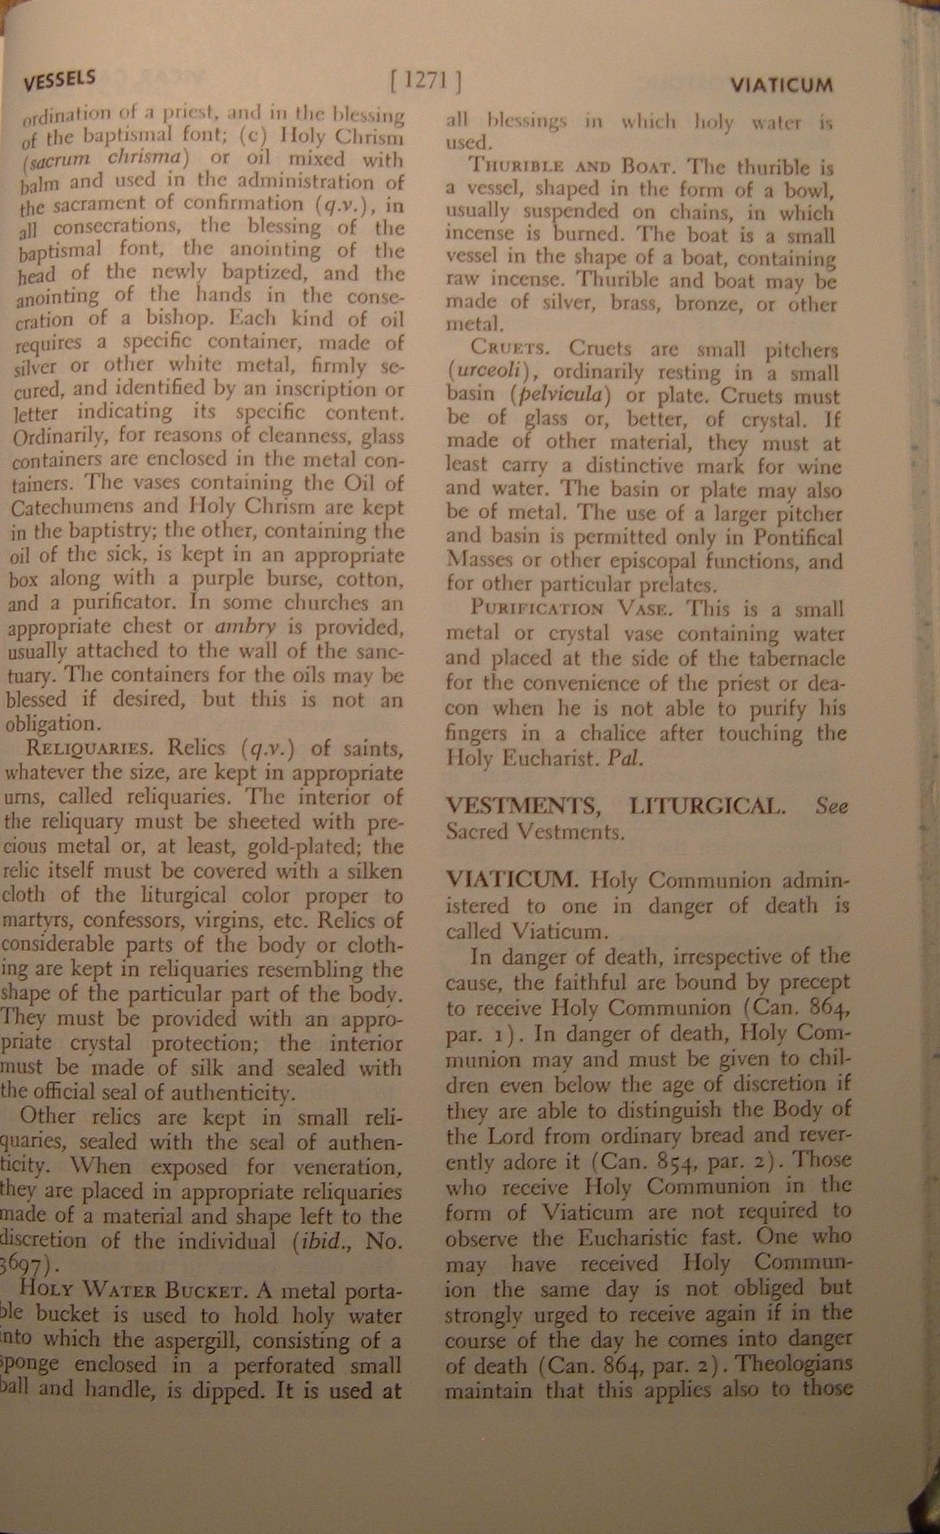 VESSELS [ 1271 ] VIATICUM
ordination of a priest, and in the blessing
of the baptismal font; (c) Holy Chrism
(sacrum chrisma) or oil mixed with
balm and used in the administration of
the sacrament of confirmation (q.v.), in
all consecrations, the blessing of the
baptismal font, the anointing of the
head of the newly baptized, and the
anointing of the hands in the conse-
cration of a bishop. Each kind of oil
requires a specific container, made of
silver or other white metal, firmly se-
cured, and identified by an inscription or
letter indicating its specific content.
Ordinarily, for reasons of cleanness, glass
containers are enclosed in the metal con-
tainers. The vases containing the Oil of
Catechumens and Holy Chrism are kept
in the baptistry; the other, containing the
oil of the sick, is kept in an appropriate
box along with a purple burse, cotton,
and a purificator. In some churches an
appropriate chest or ambry is provided,
usually attached to the wall of the sanc-
tuary. The containers for the oils may be
blessed if desired, but this is not an
obligation.
RELIQUARIES. Relics (q.v.) of saints,
whatever the size, are kept in appropriate
urns, called reliquaries. The interior of
the reliquary must be sheeted with pre-
cious metal or, at least, gold-plated; the
relic itself must be covered with a silken
cloth of the liturgical color proper to
martyrs, confessors, virgins, etc. Relics of
considerable parts of the body or cloth-
ing are kept in reliquaries resembling the
shape of the particular part of the body.
They must be provided with an appro-
priate crystal protection; the interior
must be made of silk and sealed with
the official seal of authenticity.
Other relics are kept in small reli-
quaries, sealed with the seal of authen-
ticity. When exposed for veneration,
they are placed in appropriate reliquaries
made of a material and shape left to the
discretion of the individual (ibid., No.
3697).
HOLY WATER BUCKET. A metal porta-
ble bucket is used to hold holy water
into which the aspergill, consisting of a
sponge enclosed in a perforated small
ball and handle, is dipped. It is used at
all blessings in which holy water is
used.
THURIBLE AND BOAT. The thurible is
a vessel, shaped in the form of a bowl,
usually suspended on chains, in which
incense is burned. The boat is a small
vessel in the shape of a boat, containing
raw incense. Thurible and boat may be
made of silver, brass, bronze, or other
metal.
CRUETS. Cruets are small pitchers
(urceoli), ordinarily resting in a small
basin (pelvicula) or plate. Cruets must
be of glass or, better, of crystal. If
made of other material, they must at
least carry a distinctive mark for wine
and water. The basin or plate may also
be of metal. The use of a larger pitcher
and basin is permitted only in Pontifical
Masses or other episcopal functions, and
for other particular prelates.
PURIFICATION VASE. This is a small
metal or crystal vase containing water
and placed at the side of the tabernacle
for the convenience of the priest or dea-
con when he is not able to purify his
fingers in a chalice after touching the
Holy Eucharist. Pal.
VESTMENTS, LITURGICAL. See
Sacred Vestments.
VIATICUM. Holy Communion admin-
istered to one in danger of death is
called Viaticum.
In danger of death, irrespective of the
cause, the faithful are bound by precept
to receive Holy Communion (Can. 864,
par. 1). In danger of death, Holy Com-
munion may and must be given to chil-
dren even below the age of discretion if
they are able to distinguish the Body of
the Lord from ordinary bread and rever-
ently adore it (Can. 854, par. 2). Those
who receive Holy Communion in the
form of Viaticum are not required to
observe the Eucharistic fast. One who
may have received Holy Commun-
ion the same day is not obliged but
strongly urged to receive again if in the
course of the day he comes into danger
of death (Can. 864, par. 2). Theologians
maintain that this applies also to those